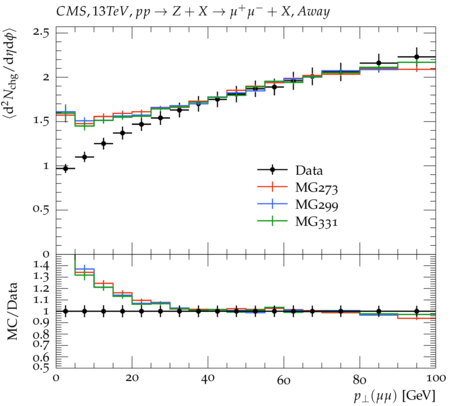 CMS, 13TeV, pp → Z + X → μ⁺μ⁻ + X, Away
⟨d²N_chg/dηdϕ⟩
2.5
2
1.5
1
0.5
0
Data
MG273
MG299
MG331
MC/Data
1.4
1.3
1.2
1.1
1
0.9
0.8
0.7
0.6
0.5
0 20 40 60 80 100
p⊥(μμ) [GeV]